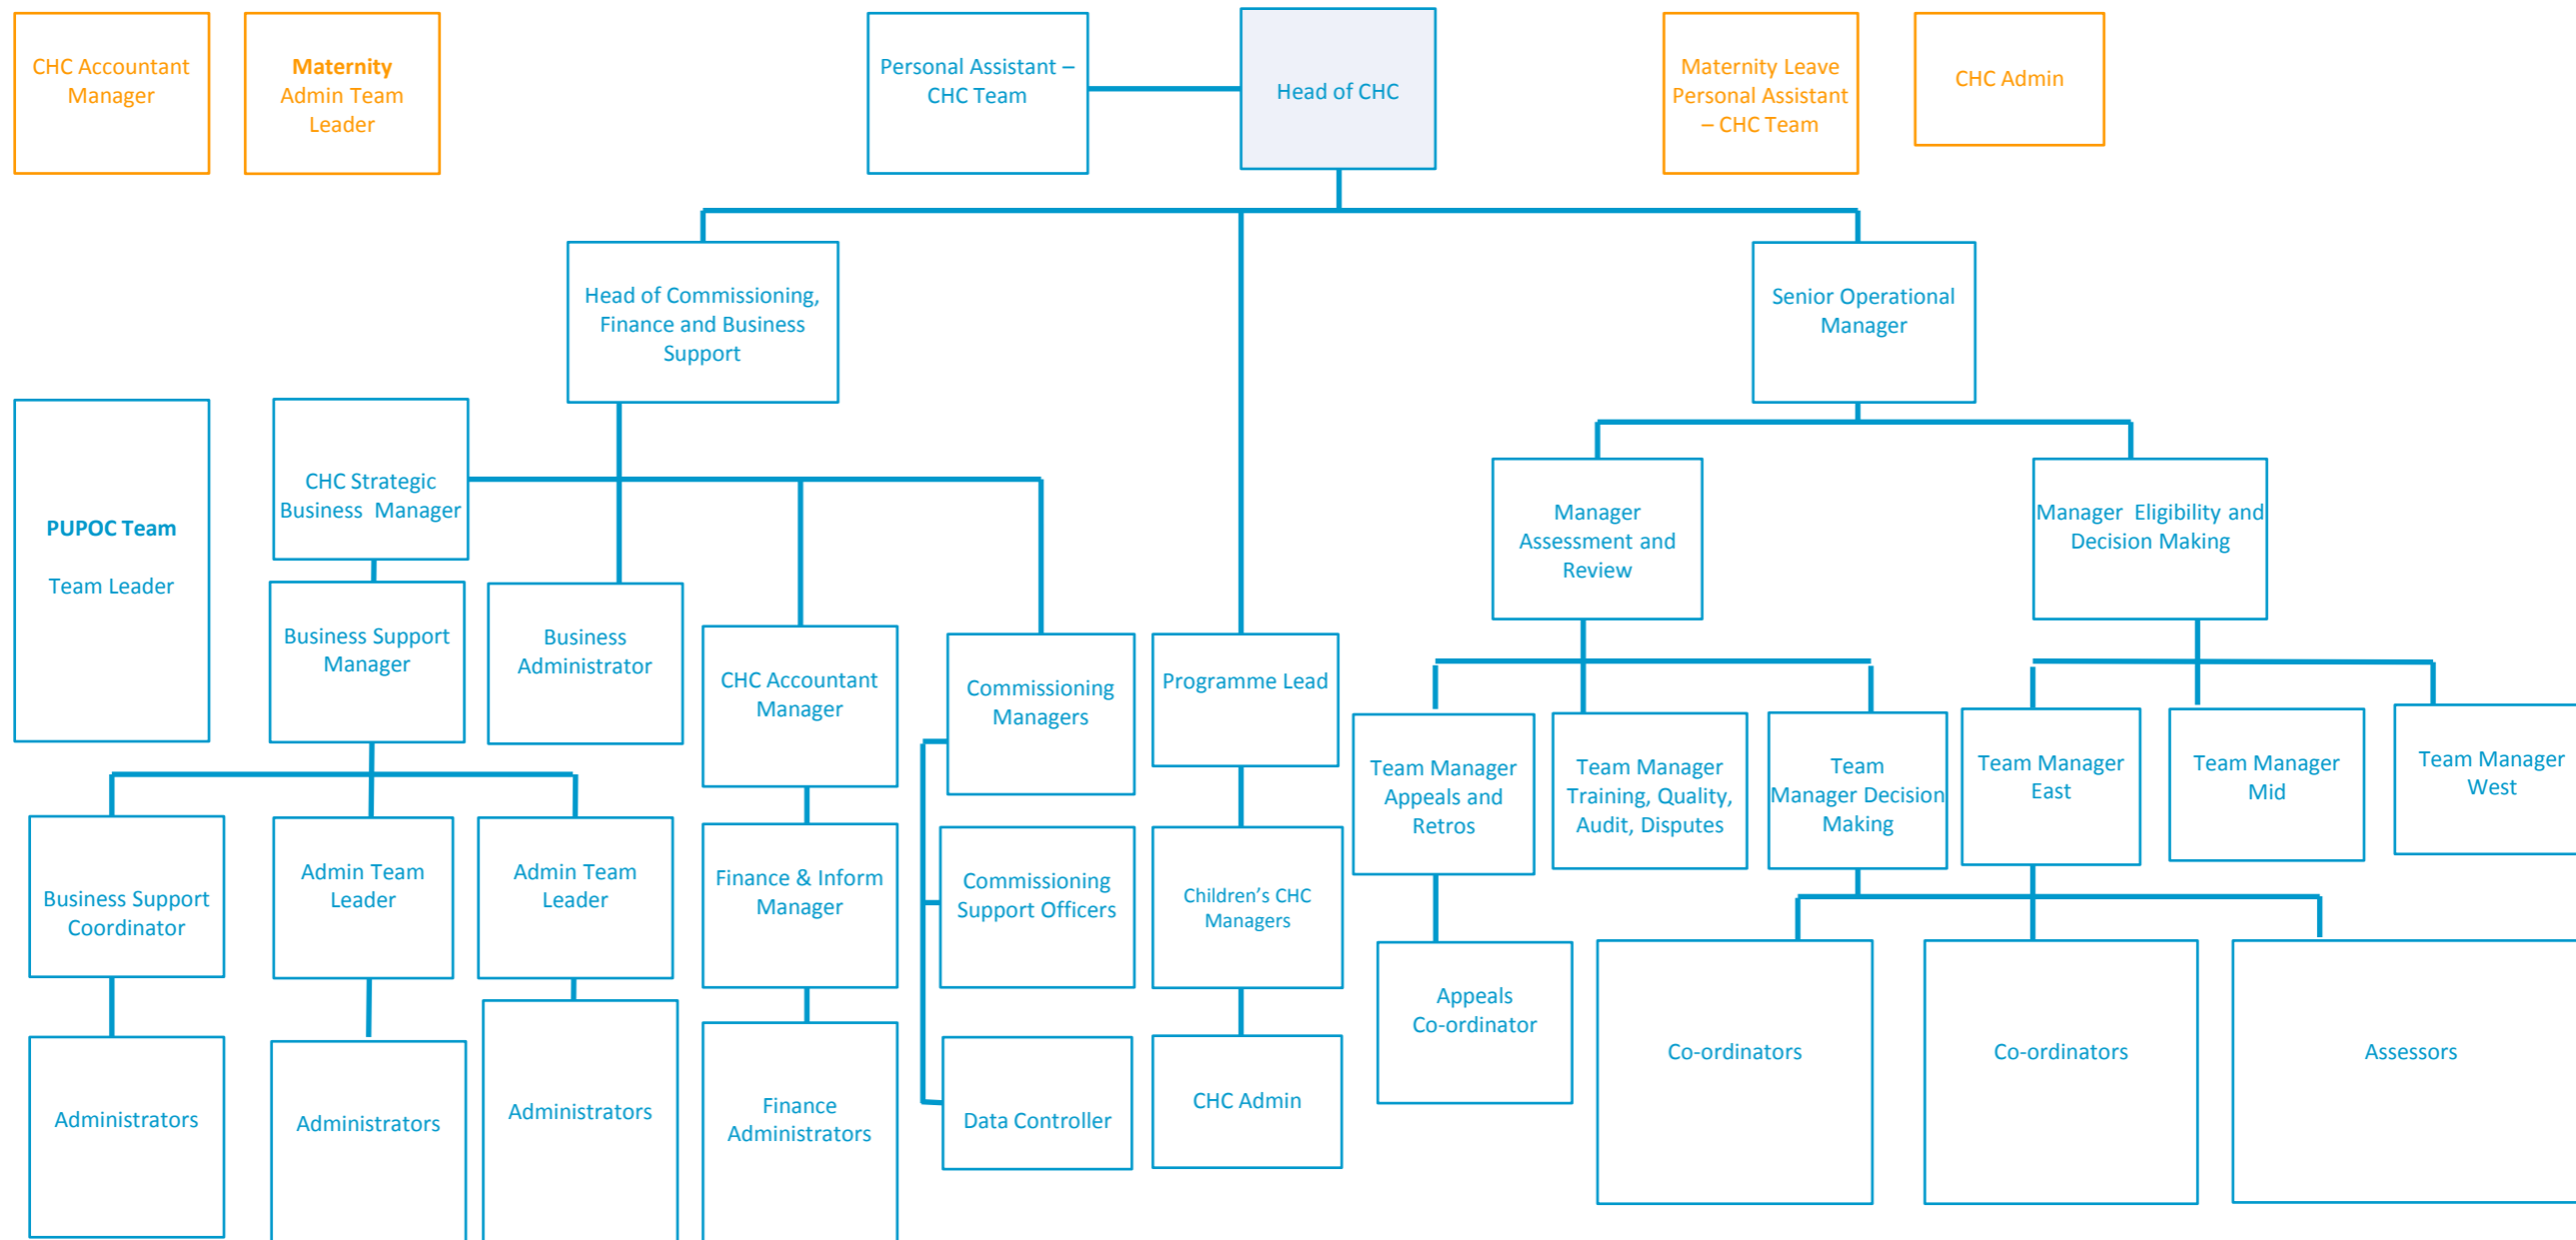 CHC Accountant
Manager
Maternity
Admin Team
Leader
Personal Assistant –
CHC Team
Head of CHC
Maternity Leave
Personal Assistant
– CHC Team
CHC Admin
Head of Commissioning,
Finance and Business
Support
Senior Operational
Manager
PUPOC Team
Team Leader
CHC Strategic
Business Manager
Manager
Assessment and
Review
Manager Eligibility and
Decision Making
Business Support
Manager
Business
Administrator
CHC Accountant
Manager
Commissioning
Managers
Programme Lead
Team Manager
Appeals and
Retros
Team Manager
Training, Quality,
Audit, Disputes
Team
Manager Decision
Making
Team Manager
East
Team Manager
Mid
Team Manager
West
Business Support
Coordinator
Admin Team
Leader
Admin Team
Leader
Finance & Inform
Manager
Commissioning
Support Officers
Children’s CHC
Managers
Appeals
Co-ordinator
Co-ordinators
Co-ordinators
Assessors
Administrators
Administrators
Administrators
Finance
Administrators
Data Controller
CHC Admin